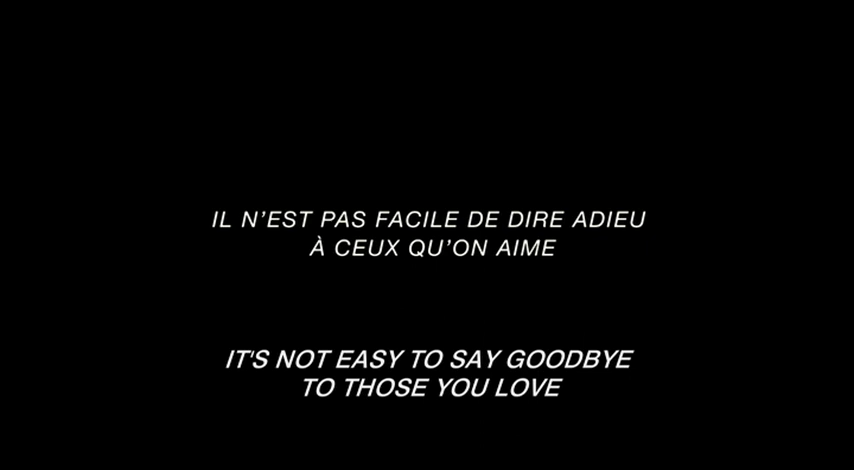 IL N’EST PAS FACILE DE DIRE ADIEU
À CEUX QU’ON AIME
IT'S NOT EASY TO SAY GOODBYE
TO THOSE YOU LOVE